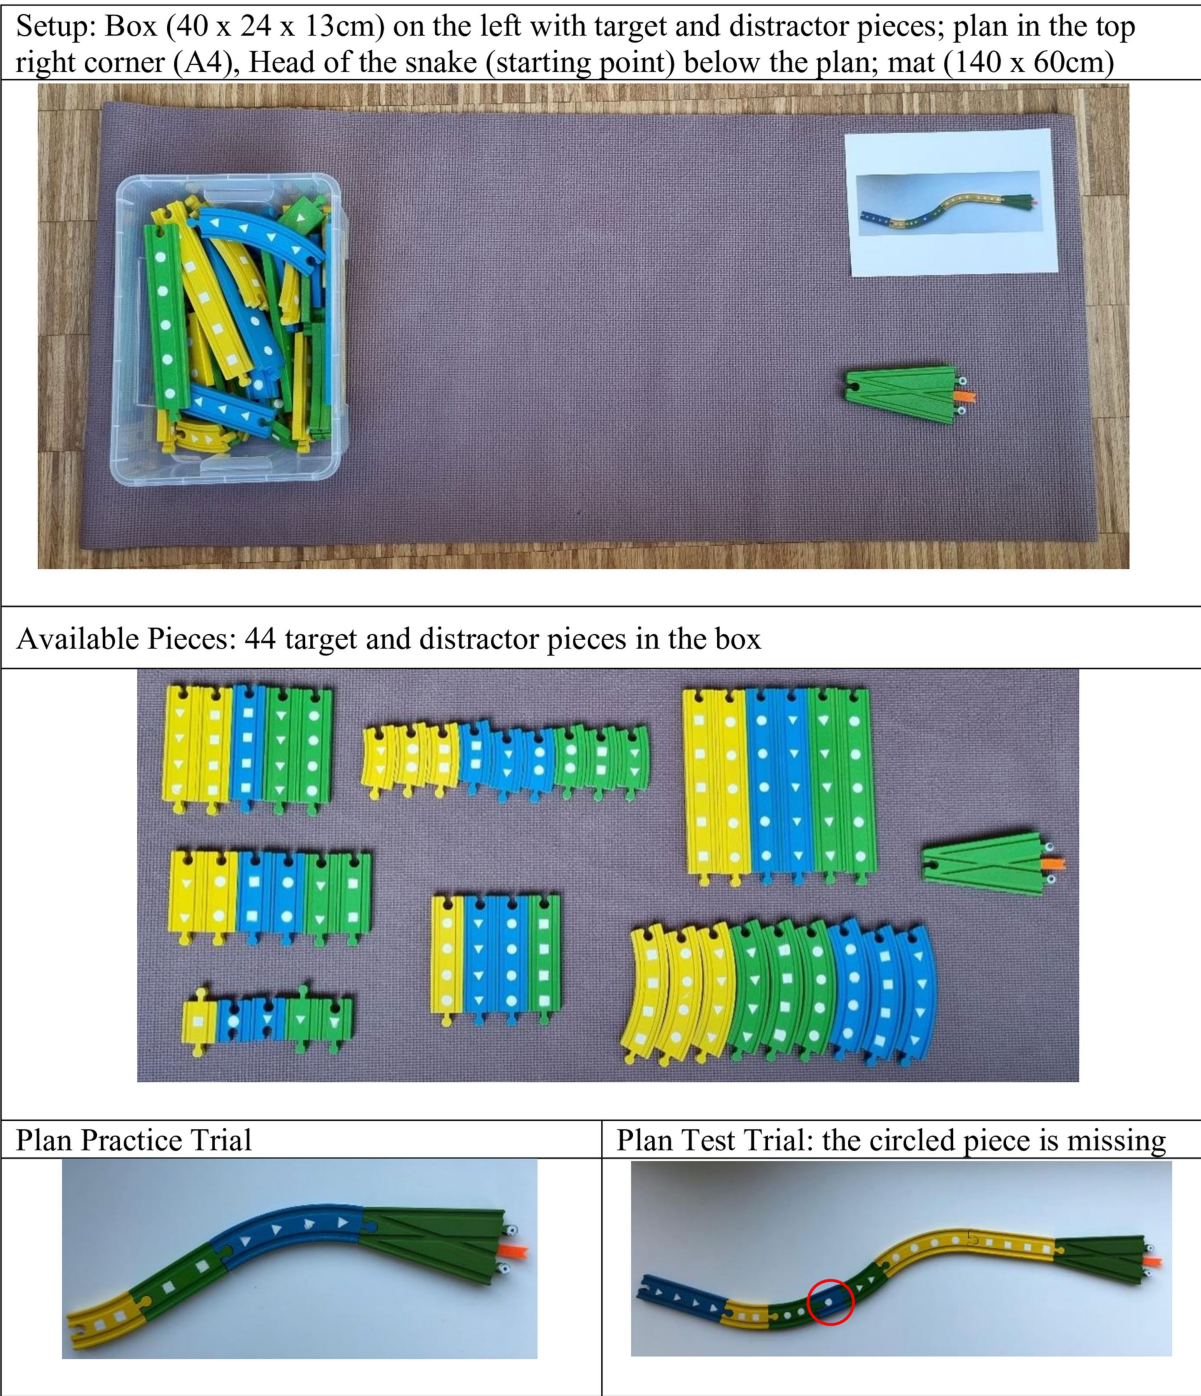 Setup: Box (40 x 24 x 13cm) on the left with target and distractor pieces; plan in the top
right corner (A4), Head of the snake (starting point) below the plan; mat (140 x 60cm)
Available Pieces: 44 target and distractor pieces in the box
Plan Practice Trial
Plan Test Trial: the circled piece is missing